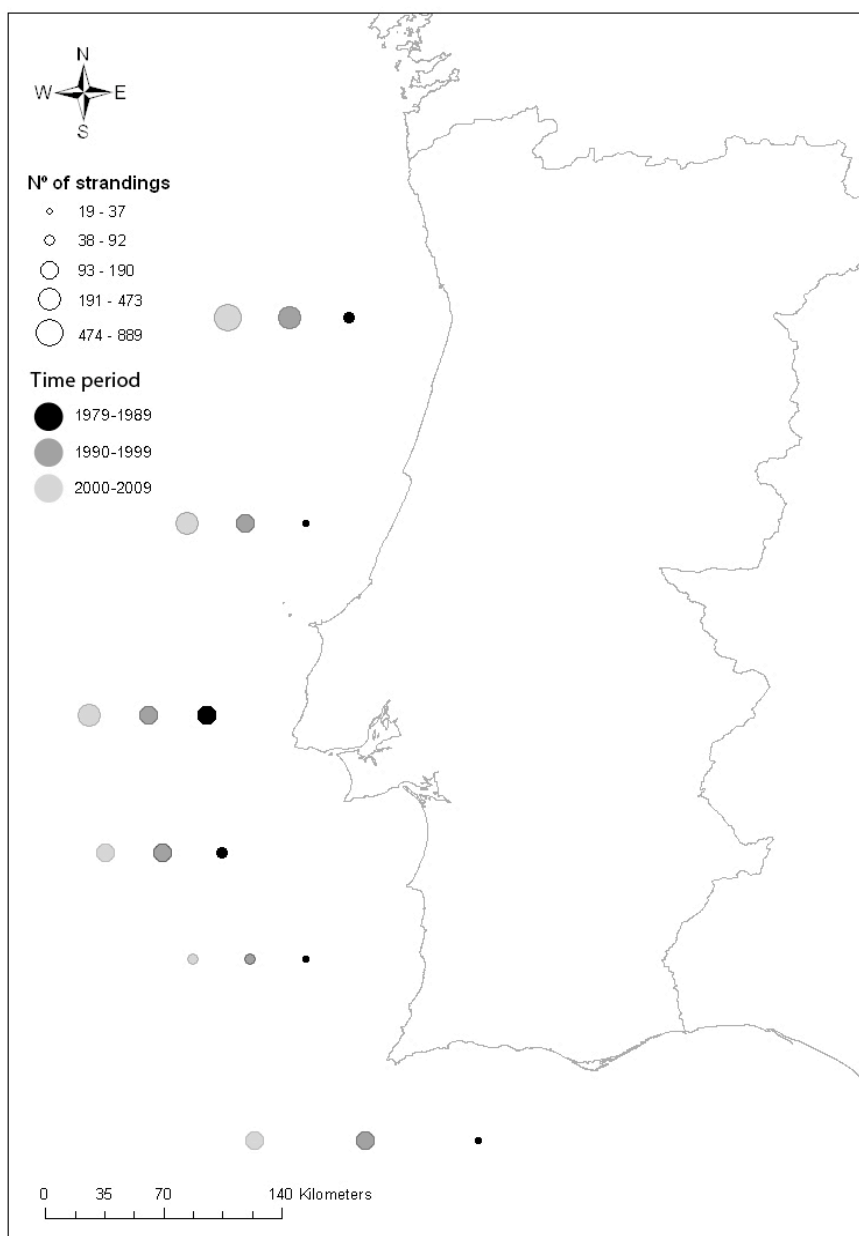 N
W E
S
Nº of strandings
19 - 37
38 - 92
93 - 190
191 - 473
474 - 889
Time period
1979-1989
1990-1999
2000-2009
0 35 70 140 Kilometers